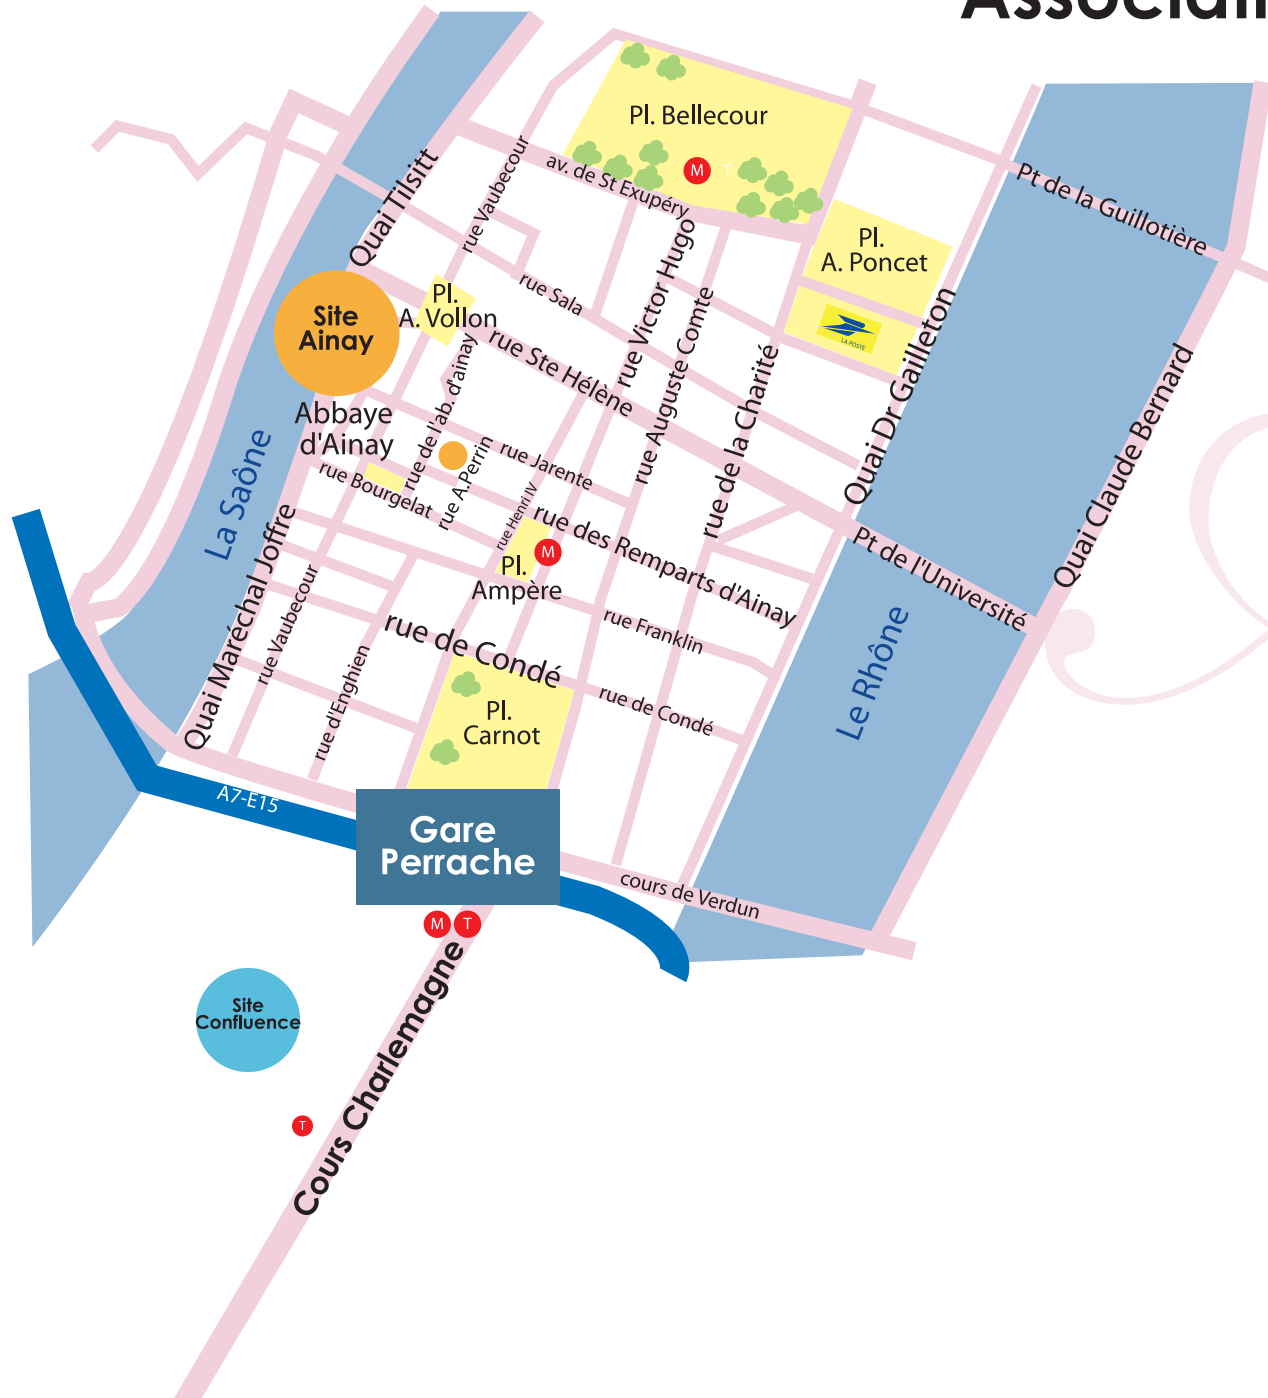 Pl. Bellecour
M
T
av. de St Exupéry
rue Vaubecour
Quai Tilsitt
Pt de la Guillotière
Pl.
A. Poncet
LA POSTE
rue Sala
rue Victor Hugo
rue Auguste Comte
Quai Dr Gailleton
Pl.
A. Vollon
Site
Ainay
rue Ste Hélène
rue de la Charité
Quai Claude Bernard
Abbaye
d'Ainay
rue de l'ab. d'ainay
rue A.Perrin
rue Jarente
La Saône
rue Bourgelat
rue Henri IV
rue des Remparts d'Ainay
M
Pl.
Ampère
Pt de l'Université
Quai Maréchal Joffre
rue Vaubecour
rue Franklin
Le Rhône
rue de Condé
rue d'Enghien
Pl.
Carnot
rue de Condé
A7-E15
Gare
Perrache
cours de Verdun
M
T
Cours Charlemagne
Site
Confluence
T